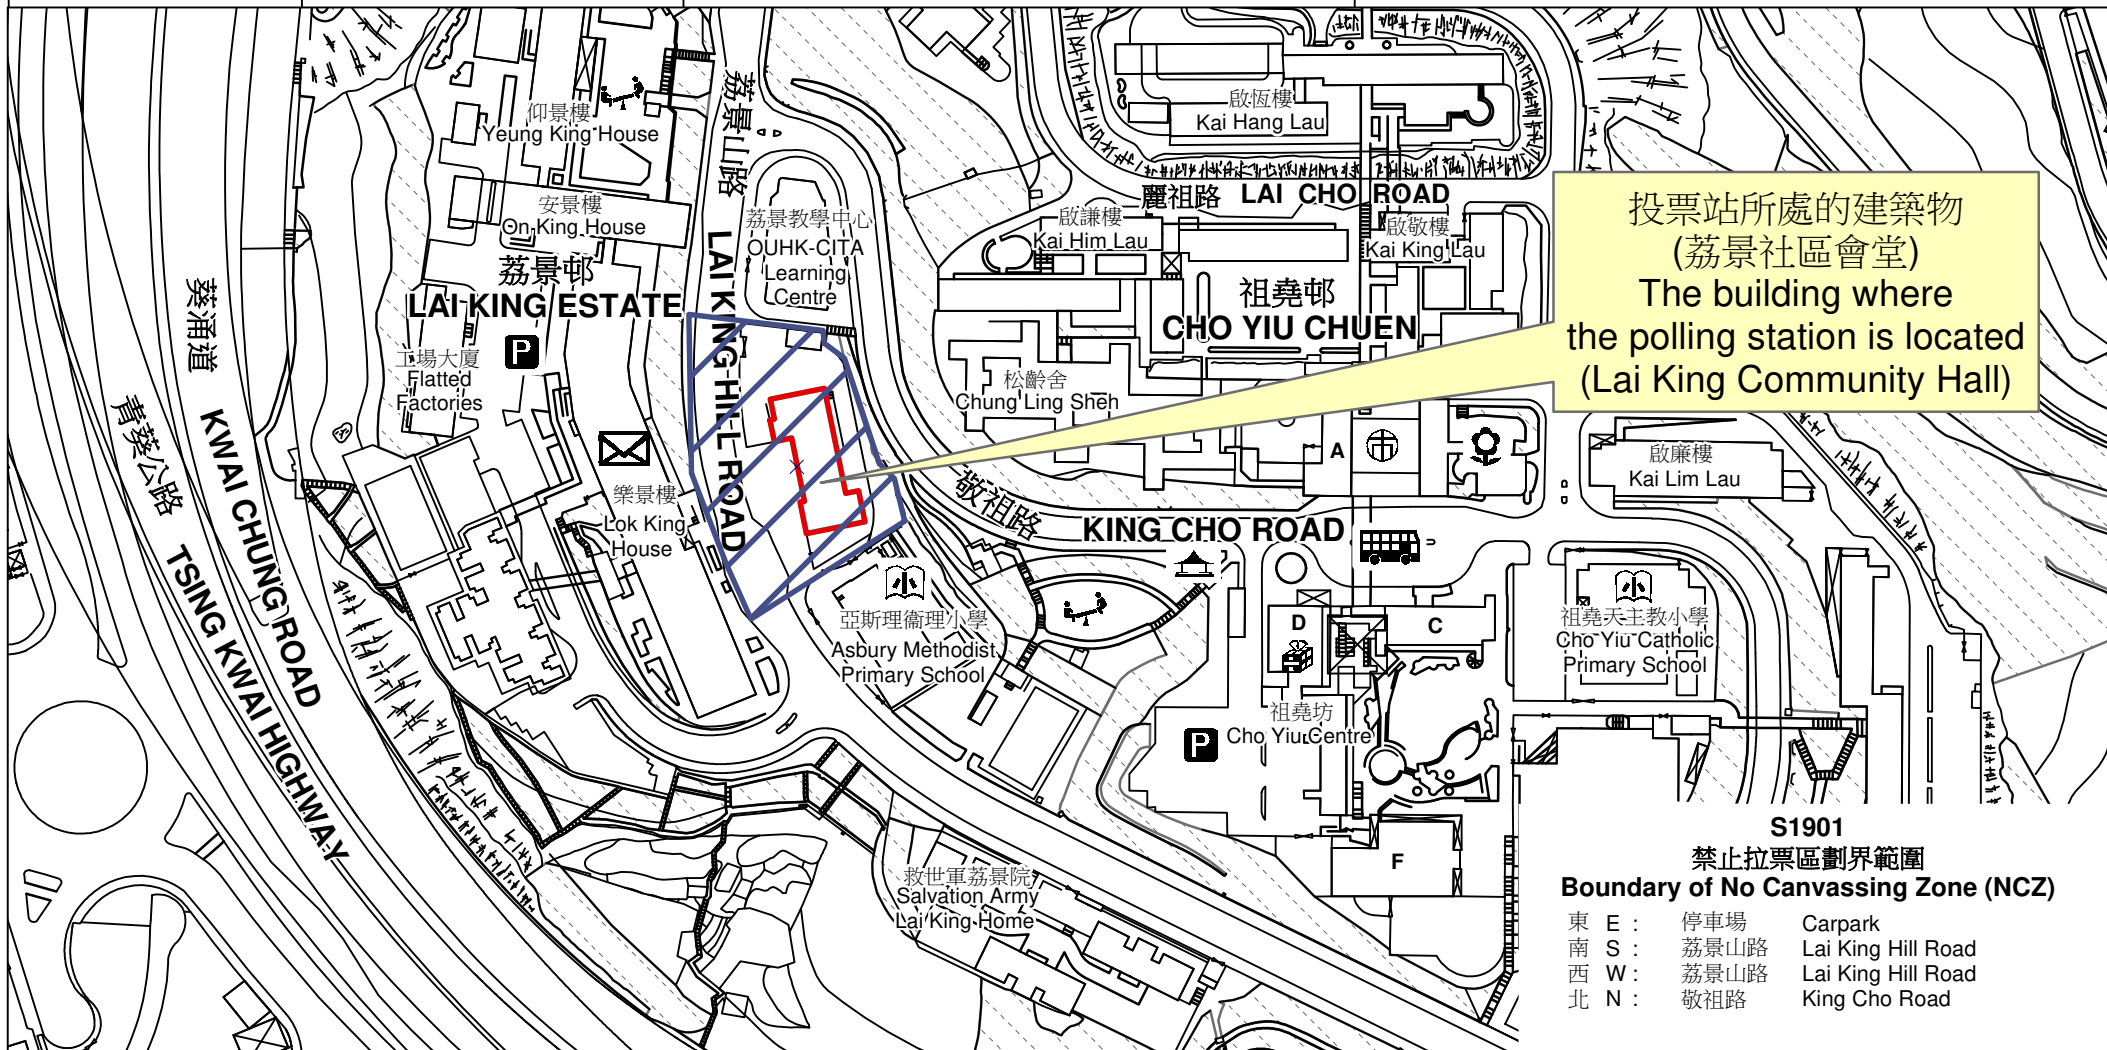 仰景樓
Yeung King House
荔景山路
啟恆樓
Kai Hang Lau
安景樓
On King House
荔景邨
LAI KING ESTATE
荔景教學中心
OUHK-CITA
Learning
Centre
LAI KING HILL ROAD
麗祖路 LAI CHO ROAD
啟謙樓
Kai Him Lau
啟敬樓
Kai King Lau
祖堯邨
CHO YIU CHUEN
投票站所處的建築物
(荔景社區會堂)
The building where
the polling station is located
(Lai King Community Hall)
葵涌道
KWAI CHUNG ROAD
青葵公路
TSING KWAI HIGHWAY
工場大廈
Flatted
Factories
P
松齡舍
Chung Ling Sheh
A
市
啟廉樓
Kai Lim Lau
樂景樓
Lok King
House
敬祖路
KING CHO ROAD
亞斯理衞理小學
Asbury Methodist
Primary School
D
C
祖堯天主教小學
Cho Yiu Catholic
Primary School
祖堯坊
Cho Yiu Centre
P
F
救世軍荔景院
Salvation Army
Lai King Home
S1901
禁止拉票區劃界範圍
Boundary of No Canvassing Zone (NCZ)
東 E : 停車場 Carpark
南 S : 荔景山路 Lai King Hill Road
西 W : 荔景山路 Lai King Hill Road
北 N : 敬祖路 King Cho Road